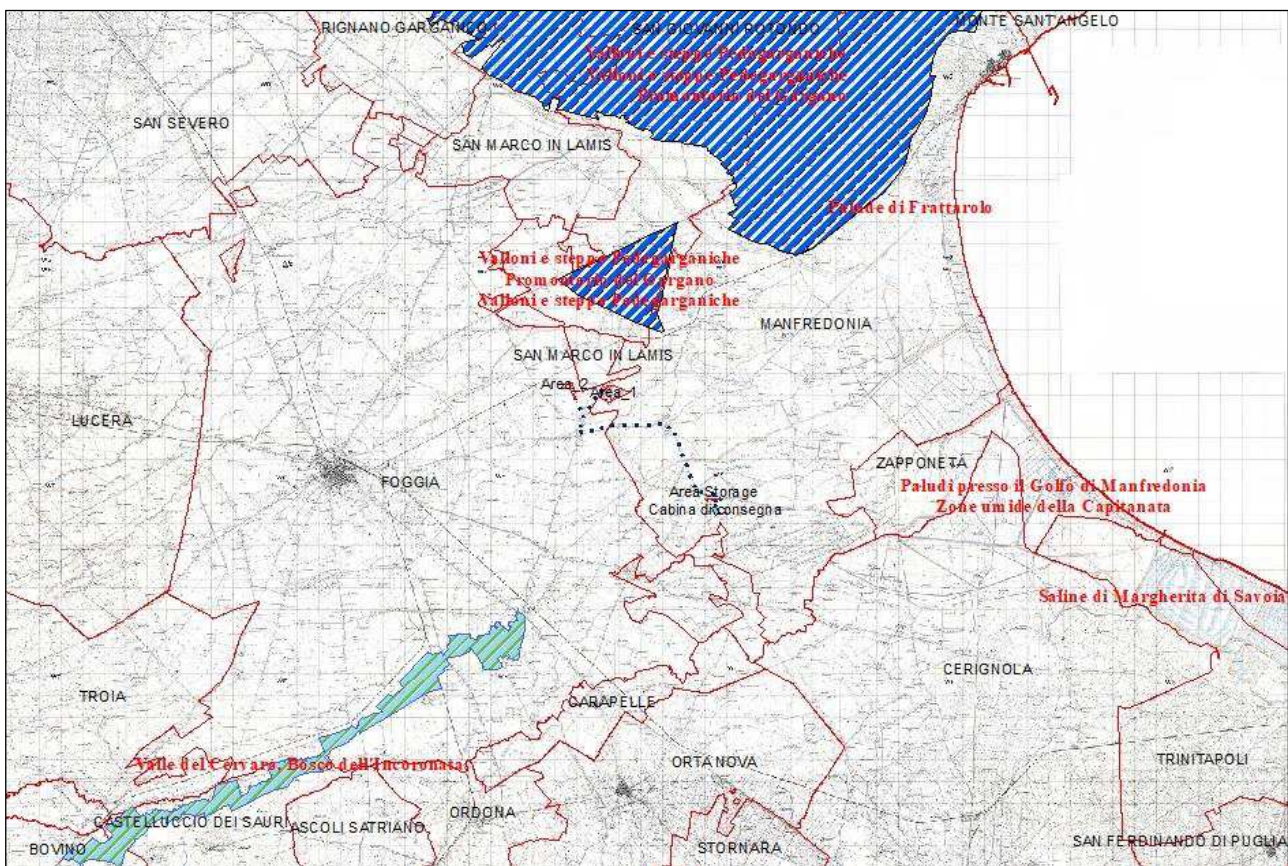 RIGNANO GARGANICO
SAN GIOVANNI ROTONDO
MONTE SANT'ANGELO
Valloni e steppe Pedegarganiche
Valloni e steppe Pedegarganiche
Promontorio del Gargano
SAN SEVERO
SAN MARCO IN LAMIS
Palude di Frattarolo
Valloni e steppe Pedegarganiche
Promontorio del Gargano
Valloni e steppe Pedegarganiche
MANFREDONIA
SAN MARCO IN LAMIS
Area_2
Area_1
LUCERA
FOGGIA
ZAPPONETA
Area Storage
Cabina di consegna
Paludi presso il Golfo di Manfredonia
Zone umide della Capitanata
Saline di Margherita di Savoia
TROIA
CERIGNOLA
CARAPELLE
Valle del Cervara, Bosco dell'Incoronata
ORTA NOVA
TRINITAPOLI
CASTELLUCCIO DEI SAURI
ASCOLI SATRIANO
ORDONA
BOVINO
STORNARA
SAN FERDINANDO DI PUGLIA